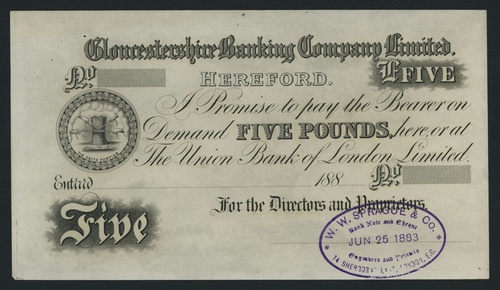 Gloucestershire Banking Company Limited.
No.
HEREFORD.
£FIVE
I Promise to pay the Bearer on
Demand FIVE POUNDS, here, or at
The Union Bank of London Limited.
Entd 188 No.
For the Directors and Proprietors
Five
W. W. SPRAGUE & Co.
Bank Note and Cheque
JUN 25 1883
Engravers and Printers
14 LONDON, E.C.